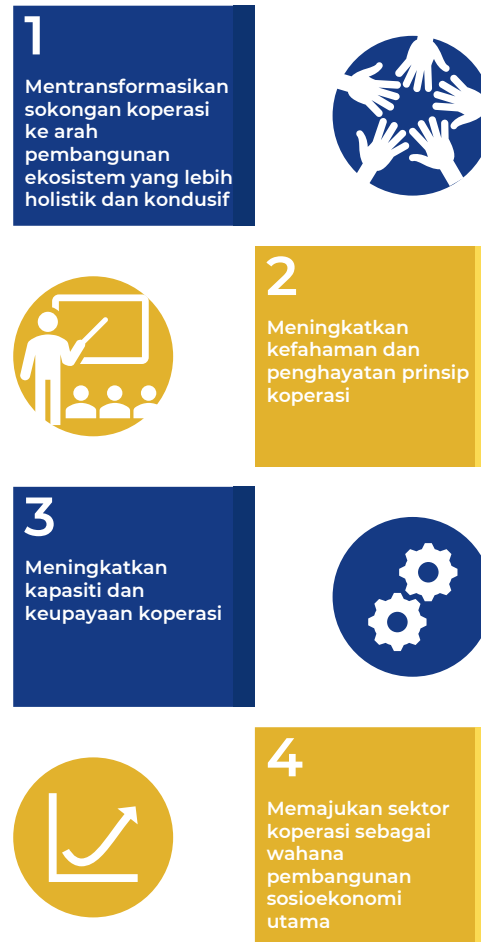 1
Mentransformasikan
sokongan koperasi
ke arah
pembangunan
ekosistem yang lebih
holistik dan kondusif
2
Meningkatkan
kefahaman dan
penghayatan prinsip
koperasi
3
Meningkatkan
kapasiti dan
keupayaan koperasi
4
Memajukan sektor
koperasi sebagai
wahana
pembangunan
sosioekonomi
utama